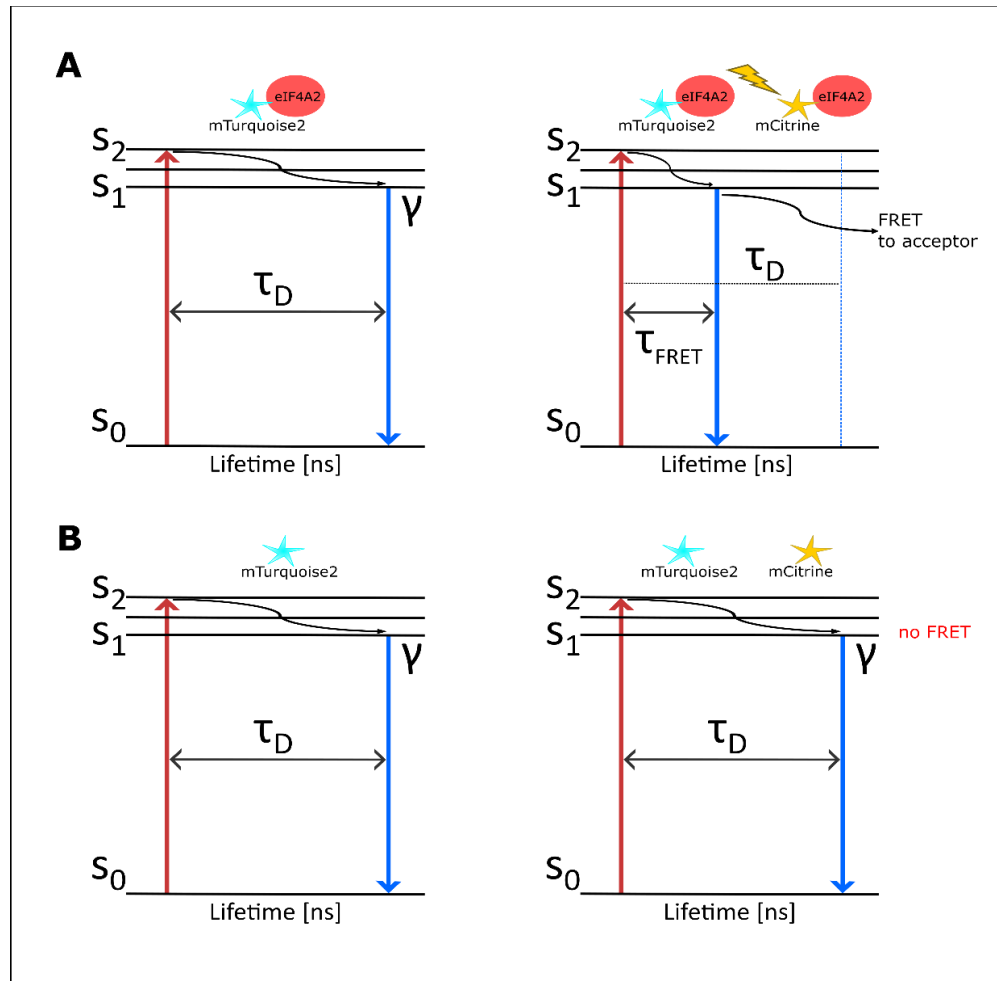 A
eIF4A2
mTurquoise2
S2
S1
γ
τD
S0
Lifetime [ns]
eIF4A2
eIF4A2
mTurquoise2
mCitrine
S2
S1
FRET
to acceptor
τD
τFRET
S0
Lifetime [ns]
B
mTurquoise2
S2
S1
γ
τD
S0
Lifetime [ns]
mTurquoise2
mCitrine
S2
S1
no FRET
γ
τD
S0
Lifetime [ns]